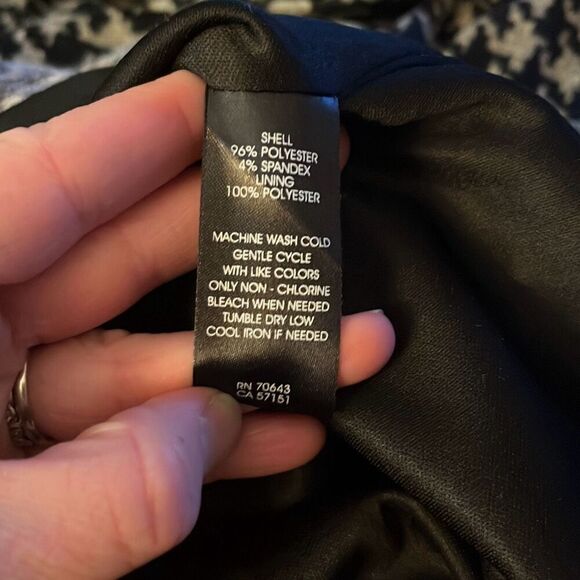 SHELL
96% POLYESTER
4% SPANDEX
LINING
100% POLYESTER
MACHINE WASH COLD
GENTLE CYCLE
WITH LIKE COLORS
ONLY NON - CHLORINE
BLEACH WHEN NEEDED
TUMBLE DRY LOW
COOL IRON IF NEEDED
RN 70643
CA 57151